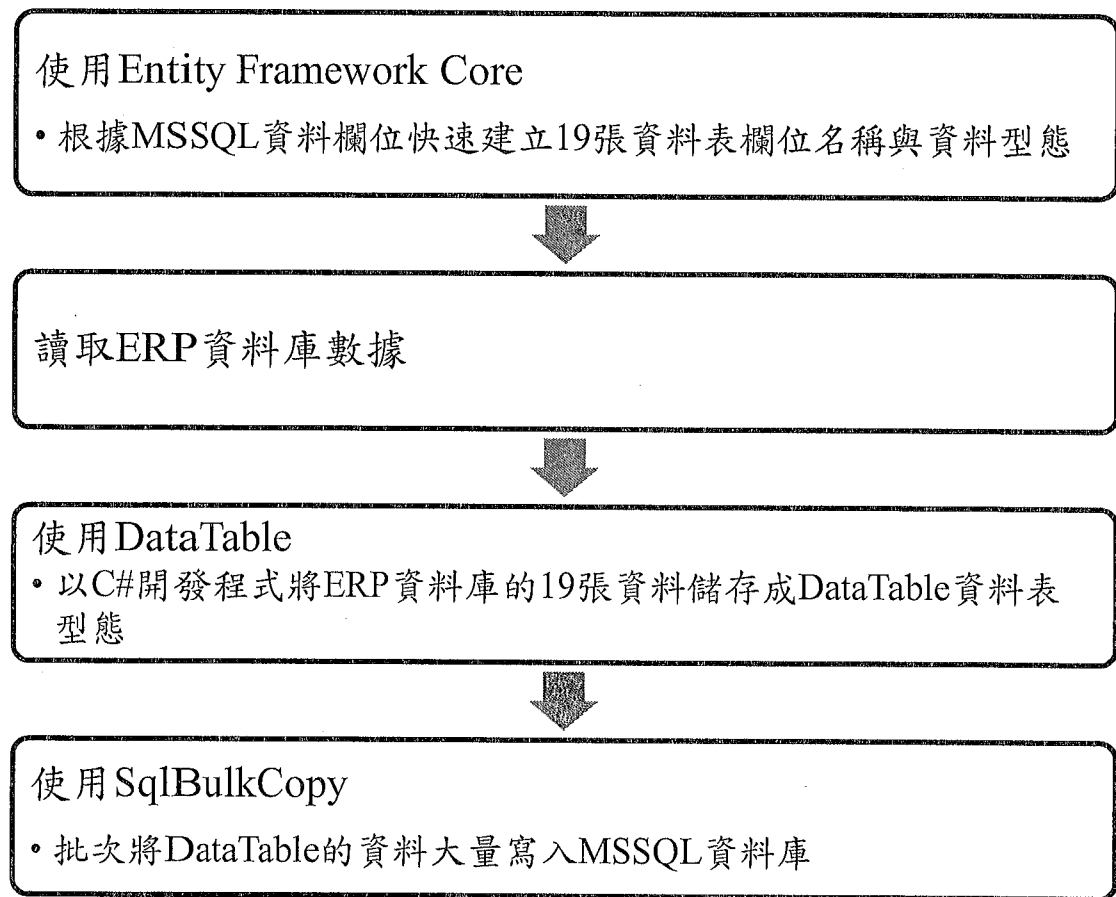 使用Entity Framework Core
•根據MSSQL資料欄位快速建立19張資料表欄位名稱與資料型態
讀取ERP資料庫數據
使用DataTable
•以C#開發程式將ERP資料庫的19張資料儲存成DataTable資料表
型態
使用SqlBulkCopy
•批次將DataTable的資料大量寫入MSSQL資料庫